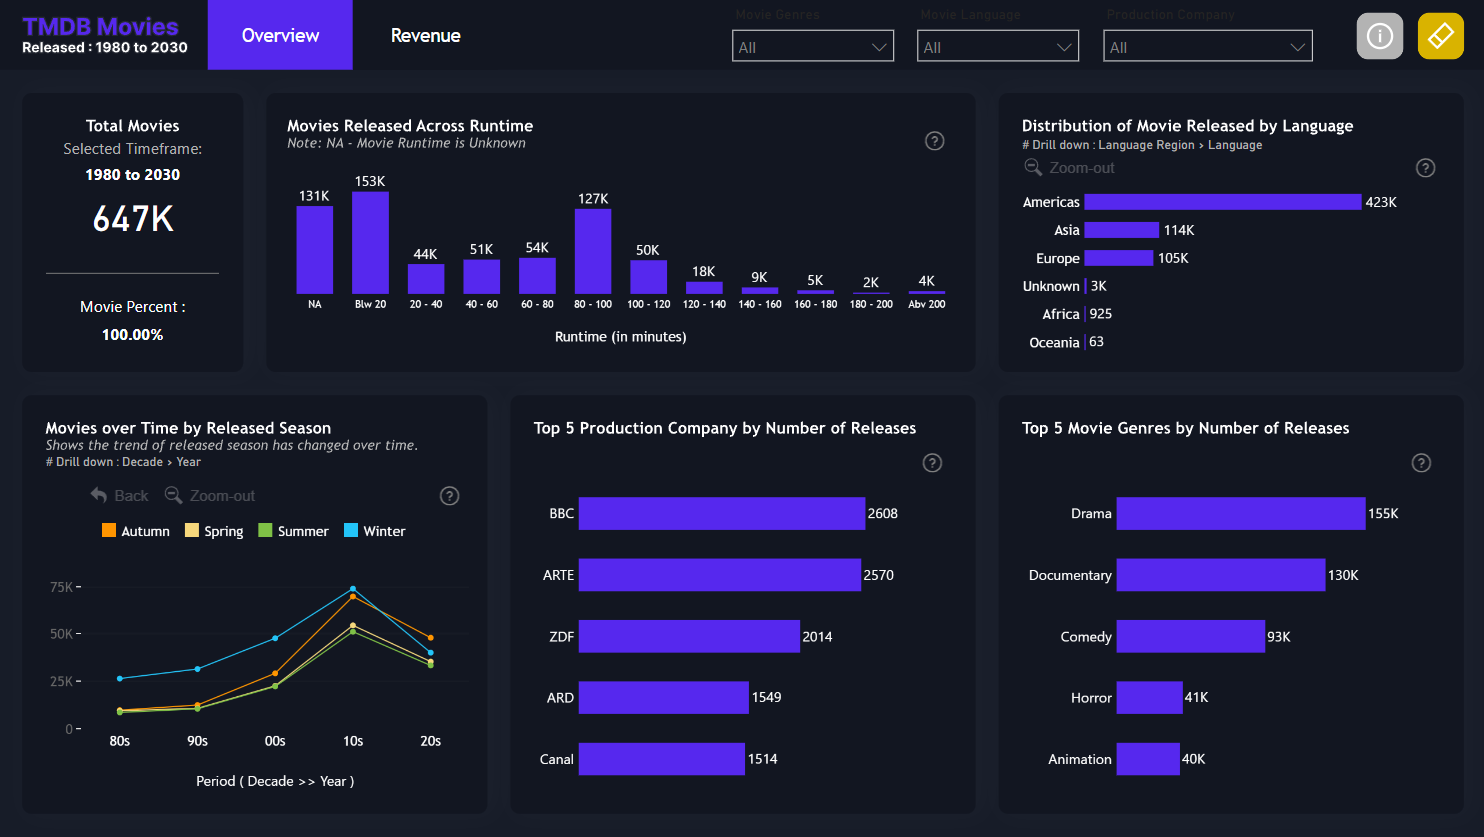 TMDB Movies
Released : 1980 to 2030
Overview
Revenue
Movie Genres
All
Movie Language
All
Production Company
All
Total Movies
Selected Timeframe:
1980 to 2030
647K
Movie Percent :
100.00%
Movies Released Across Runtime
Note: NA - Movie Runtime is Unknown
?
131K
153K
44K
51K
54K
127K
50K
18K
9K
5K
2K
4K
NA
Blw 20
20 - 40
40 - 60
60 - 80
80 - 100
100 - 120
120 - 140
140 - 160
160 - 180
180 - 200
Abv 200
Runtime (in minutes)
Distribution of Movie Released by Language
# Drill down : Language Region > Language
Zoom-out
?
Americas 423K
Asia 114K
Europe 105K
Unknown 3K
Africa 925
Oceania 63
Movies over Time by Released Season
Shows the trend of released season has changed over time.
# Drill down : Decade > Year
Back
Zoom-out
?
Autumn Spring Summer Winter
75K
50K
25K
0
80s 90s 00s 10s 20s
Period ( Decade >> Year )
Top 5 Production Company by Number of Releases
?
BBC 2608
ARTE 2570
ZDF 2014
ARD 1549
Canal 1514
Top 5 Movie Genres by Number of Releases
?
Drama 155K
Documentary 130K
Comedy 93K
Horror 41K
Animation 40K